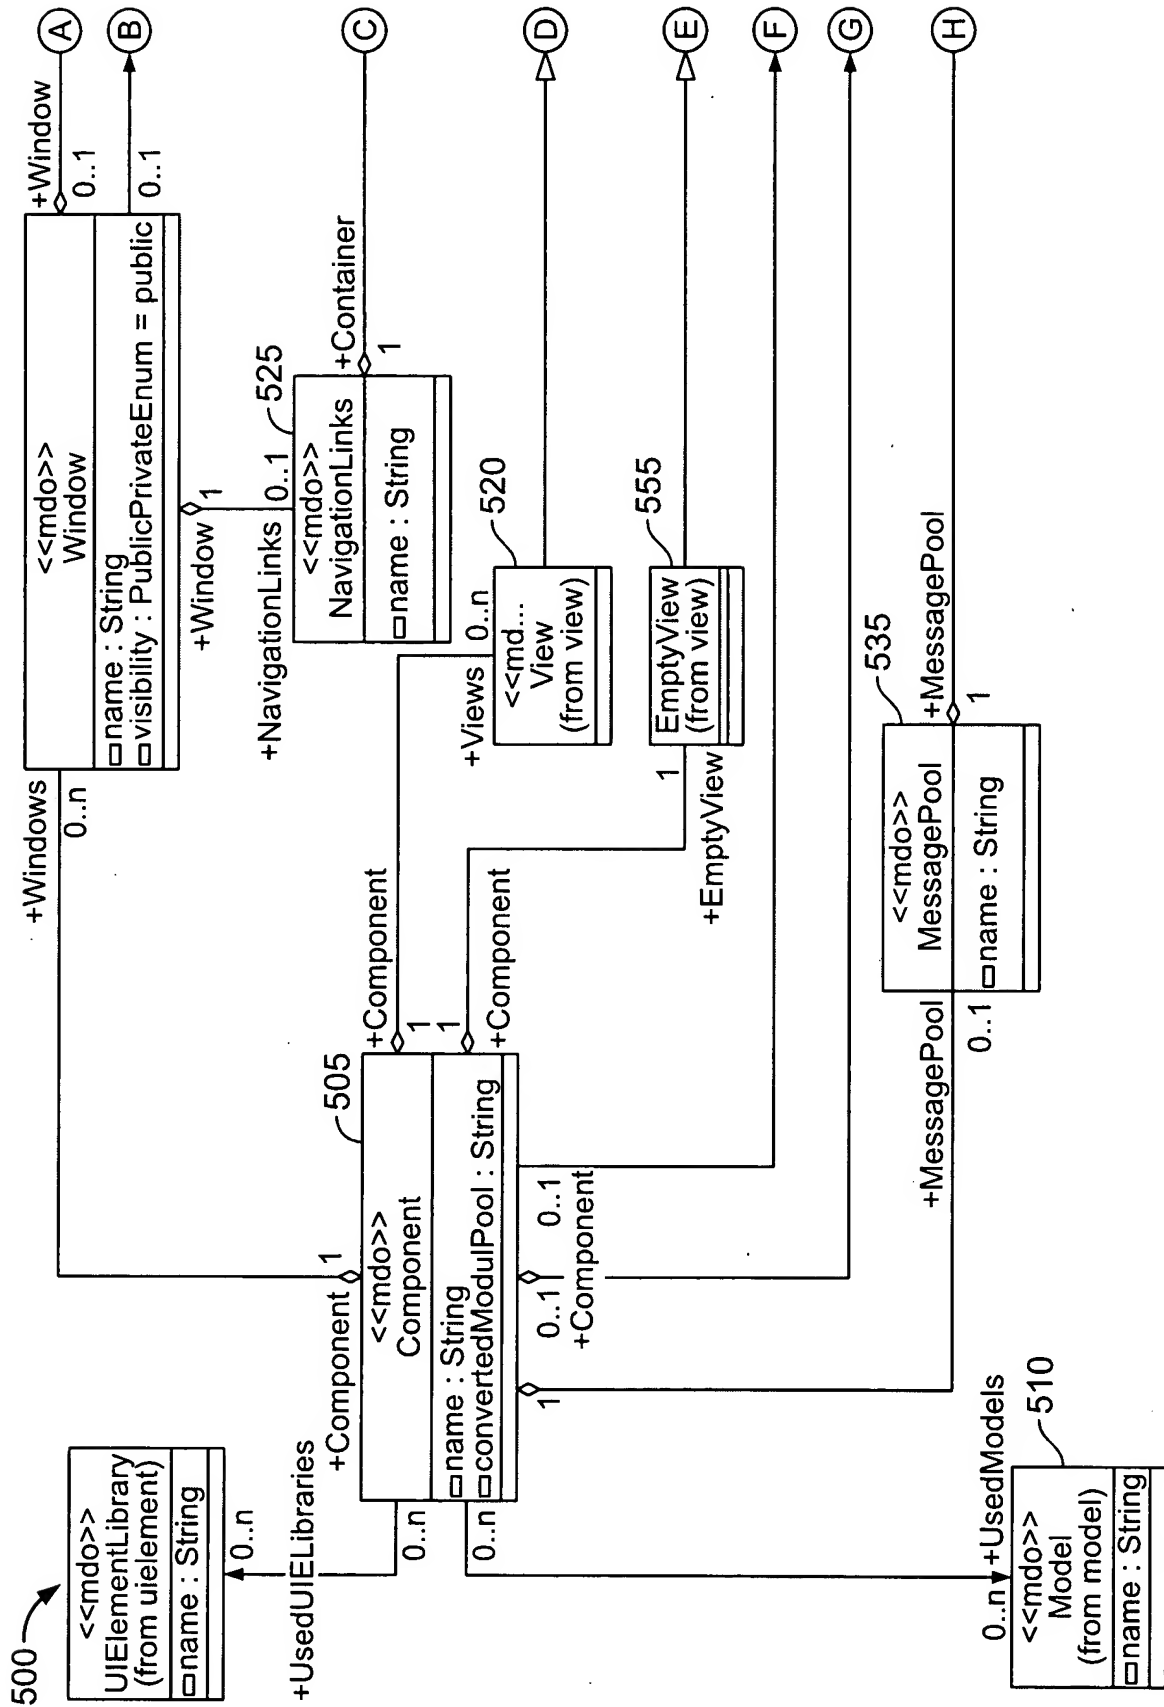 500
<<mdo>>
UIElementLibrary
(from uielement)
name : String
0..n
+UsedUIELibraries
0..n
+Component
1
505
<<mdo>>
Component
name : String
convertedModulPool : String
0..n
0..n
+UsedModels
510
<<mdo>>
Model
(from model)
name : String
1
0..1
+Component
0..1
+Component
1
1
+Component
+Windows
0..n
<<mdo>>
Window
name : String
visibility : PublicPrivateEnum = public
+Window
0..1
0..1
A
B
+Window
1
+NavigationLinks
0..1
525
<<mdo>>
NavigationLinks
name : String
+Container
1
C
+Views
0..n
520
<<md...
View
(from view)
D
1
+EmptyView
555
EmptyView
(from view)
E
F
G
+MessagePool
0..1
535
<<mdo>>
MessagePool
name : String
+MessagePool
1
H